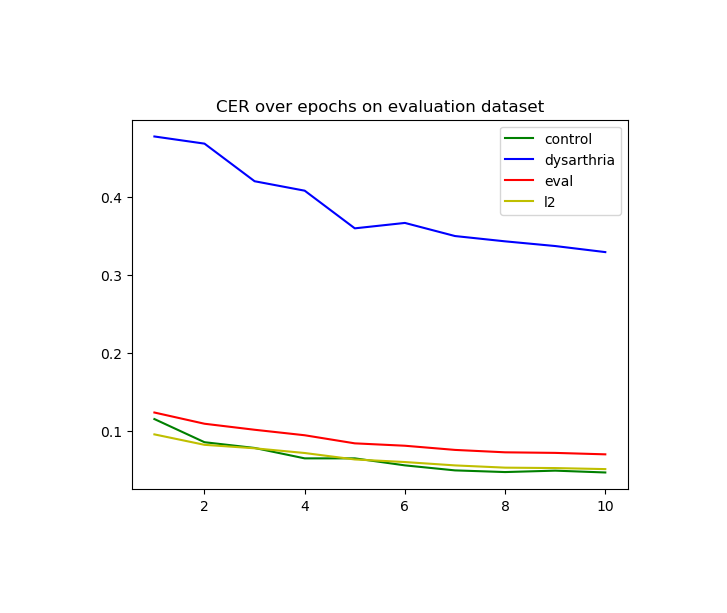 CER over epochs on evaluation dataset
control
dysarthria
eval
l2
0.4
0.3
0.2
0.1
2 4 6 8 10